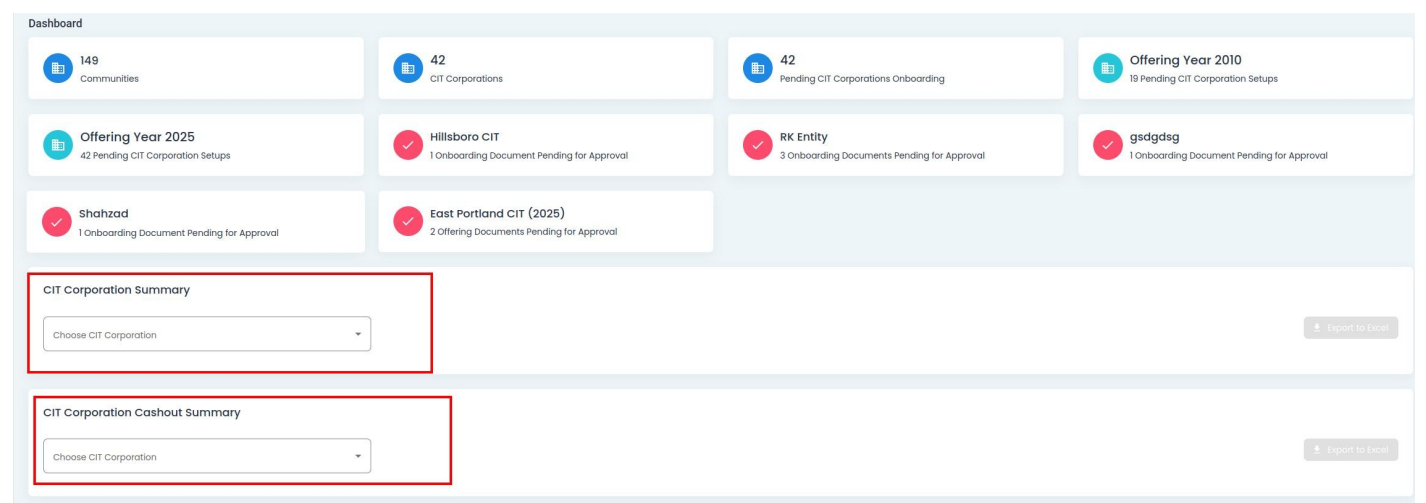 Dashboard
149
Communities
42
CIT Corporations
42
Pending CIT Corporations Onboarding
Offering Year 2010
19 Pending CIT Corporation Setups
Offering Year 2025
42 Pending CIT Corporation Setups
Hillsboro CIT
1 Onboarding Document Pending for Approval
RK Entity
3 Onboarding Documents Pending for Approval
gsdgdsg
1 Onboarding Document Pending for Approval
Shahzad
1 Onboarding Document Pending for Approval
East Portland CIT (2025)
2 Offering Documents Pending for Approval
CIT Corporation Summary
Choose CIT Corporation
Export to Excel
CIT Corporation Cashout Summary
Choose CIT Corporation
Export to Excel